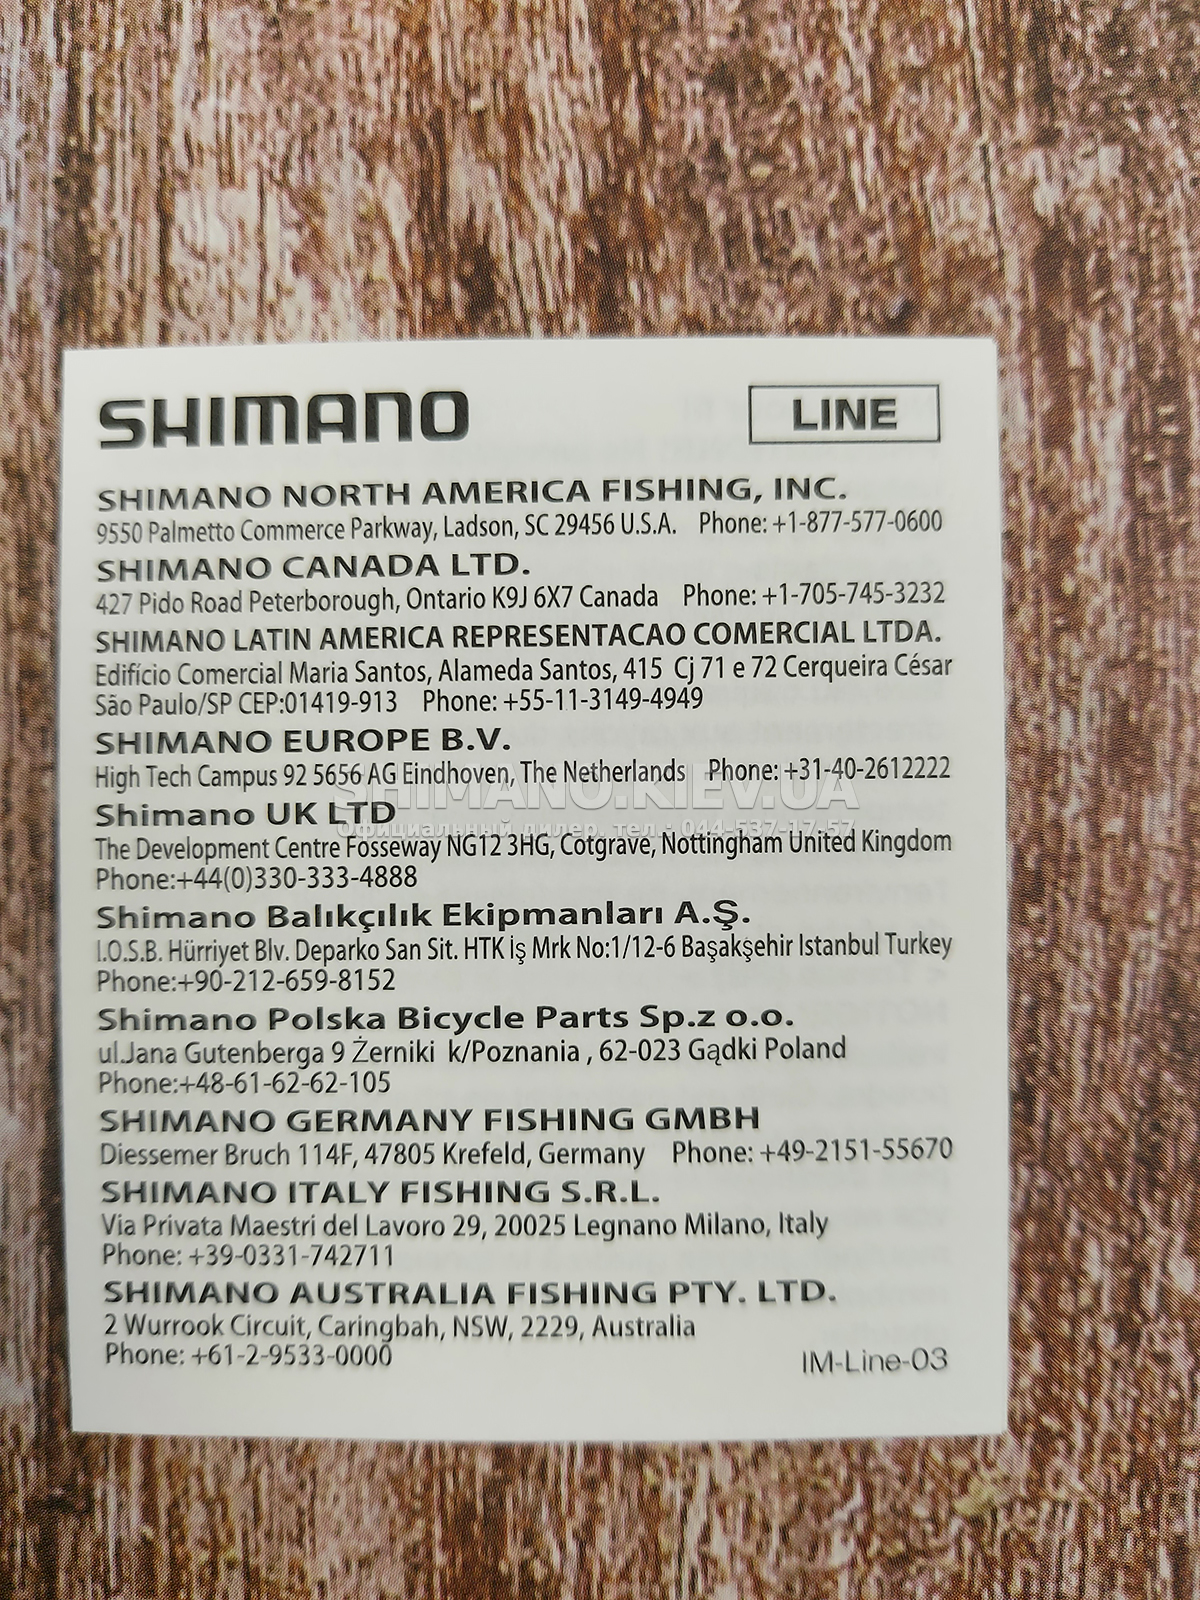 SHIMANO
LINE
SHIMANO NORTH AMERICA FISHING, INC.
9550 Palmetto Commerce Parkway, Ladson, SC 29456 U.S.A. Phone: +1-877-577-0600
SHIMANO CANADA LTD.
427 Pido Road Peterborough, Ontario K9J 6X7 Canada Phone: +1-705-745-3232
SHIMANO LATIN AMERICA REPRESENTACAO COMERCIAL LTDA.
Edifício Comercial Maria Santos, Alameda Santos, 415 Cj 71 e 72 Cerqueira César
São Paulo/SP CEP:01419-913 Phone: +55-11-3149-4949
SHIMANO EUROPE B.V.
High Tech Campus 92 5656 AG Eindhoven, The Netherlands Phone: +31-40-2612222
SHIMANO.KIEV.UA
Shimano UK LTD
Официальный дилер. тел : 044-537-17-57
The Development Centre Fosseway NG12 3HG, Cotgrave, Nottingham United Kingdom
Phone:+44(0)330-333-4888
Shimano Balıkçılık Ekipmanları A.Ş.
I.O.S.B. Hürriyet Blv. Deparko San Sit. HTK iş Mrk No:1/12-6 Başakşehir Istanbul Turkey
Phone:+90-212-659-8152
Shimano Polska Bicycle Parts Sp.z o.o.
ul.Jana Gutenberga 9 Żerniki k/Poznania , 62-023 Gądki Poland
Phone:+48-61-62-62-105
SHIMANO GERMANY FISHING GMBH
Diessemer Bruch 114F, 47805 Krefeld, Germany Phone: +49-2151-55670
SHIMANO ITALY FISHING S.R.L.
Via Privata Maestri del Lavoro 29, 20025 Legnano Milano, Italy
Phone: +39-0331-742711
SHIMANO AUSTRALIA FISHING PTY. LTD.
2 Wurrook Circuit, Caringbah, NSW, 2229, Australia
Phone: +61-2-9533-0000
IM-Line-03